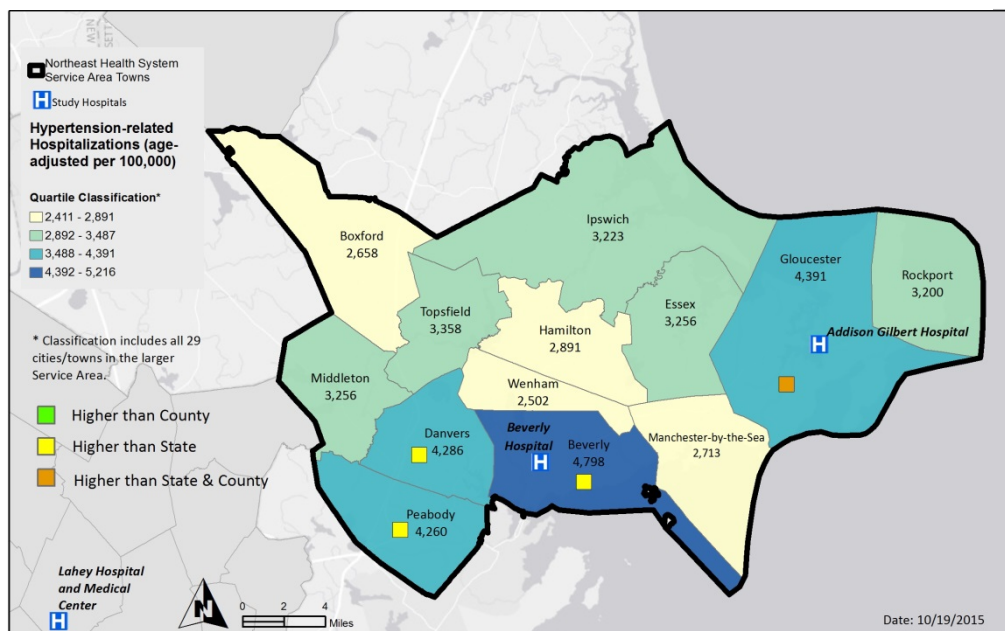 Northeast Health System
Service Area Towns
H Study Hospitals
Hypertension-related
Hospitalizations (age-
adjusted per 100,000)
Quartile Classification*
2,411 - 2,891
2,892 - 3,487
3,488 - 4,391
4,392 - 5,216
* Classification includes all 29
cities/towns in the larger
Service Area.
Higher than County
Higher than State
Higher than State & County
Boxford
2,658
Ipswich
3,223
Gloucester
4,391
Rockport
3,200
Topsfield
3,358
Essex
3,256
Hamilton
2,891
Addison Gilbert Hospital
H
Middleton
3,256
Wenham
2,502
Danvers
4,286
Beverly
Hospital
H
Beverly
4,798
Manchester-by-the-Sea
2,713
Peabody
4,260
Lahey Hospital
and Medical
Center
H
N
0 2 4
Miles
Date: 10/19/2015